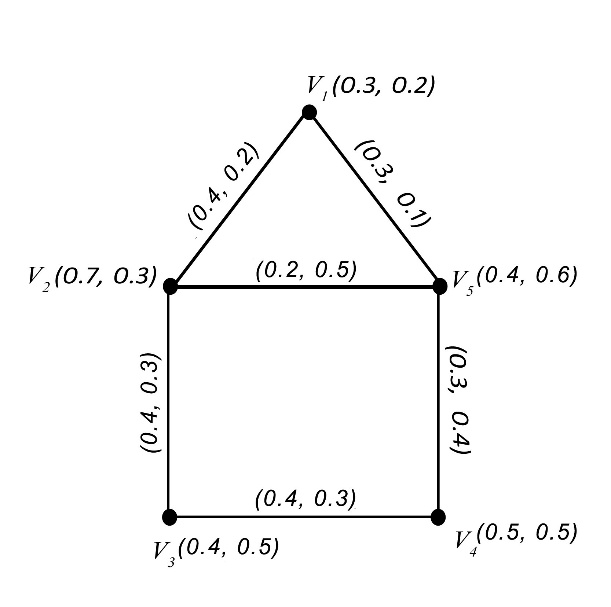 V1(0.3, 0.2)
(0.4, 0.2)
(0.3, 0.1)
V2(0.7, 0.3)
(0.2, 0.5)
V5(0.4, 0.6)
(0.4, 0.3)
(0.3, 0.4)
(0.4, 0.3)
V3(0.4, 0.5)
V4(0.5, 0.5)